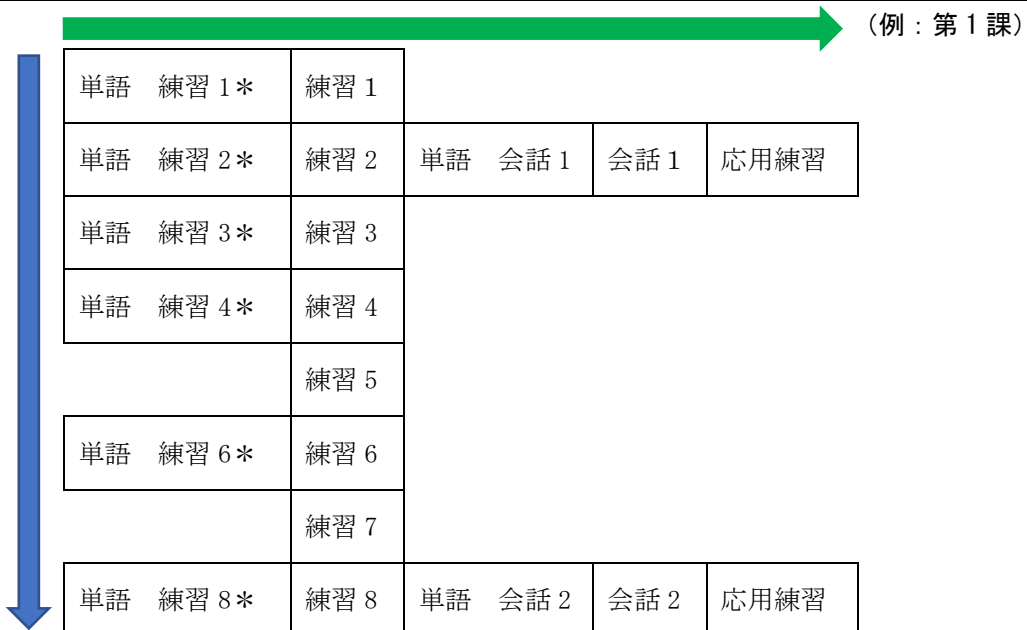 (例：第1課)
単語　練習1＊　練習1
単語　練習2＊　練習2　単語　会話1　会話1　応用練習
単語　練習3＊　練習3
単語　練習4＊　練習4
練習5
単語　練習6＊　練習6
練習7
単語　練習8＊　練習8　単語　会話2　会話2　応用練習